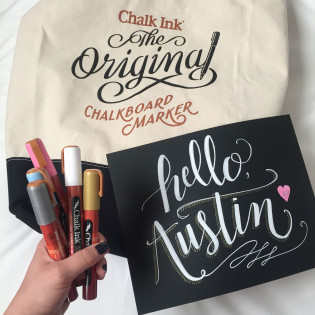 Chalk Ink®
The
Original
CHALKBOARD
MARKER
hello,
Austin
Chalk Ink